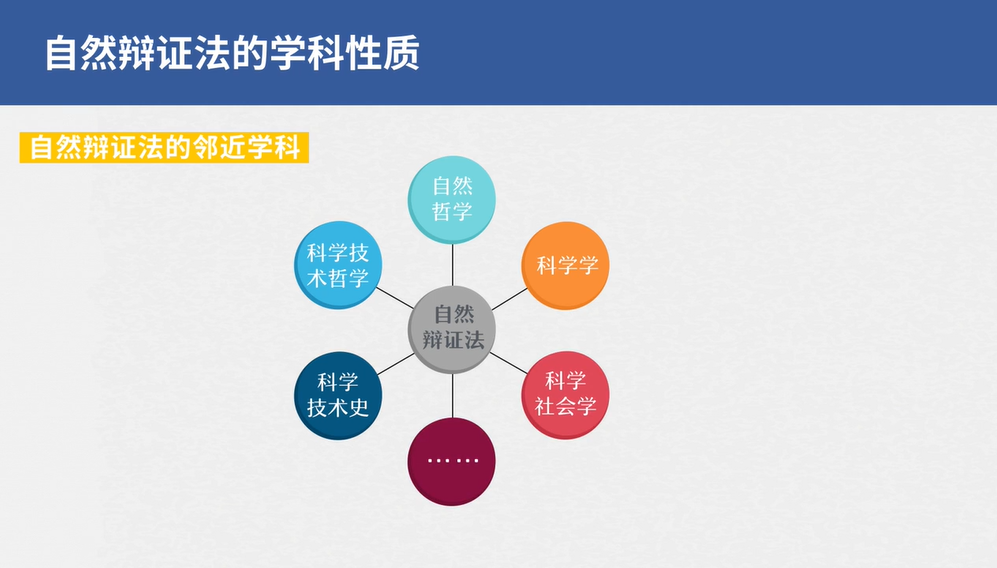 自然辩证法的学科性质
自然辩证法的邻近学科
自然
哲学
科学技
术哲学
科学学
自然
辩证法
科学
技术史
科学
社会学
……